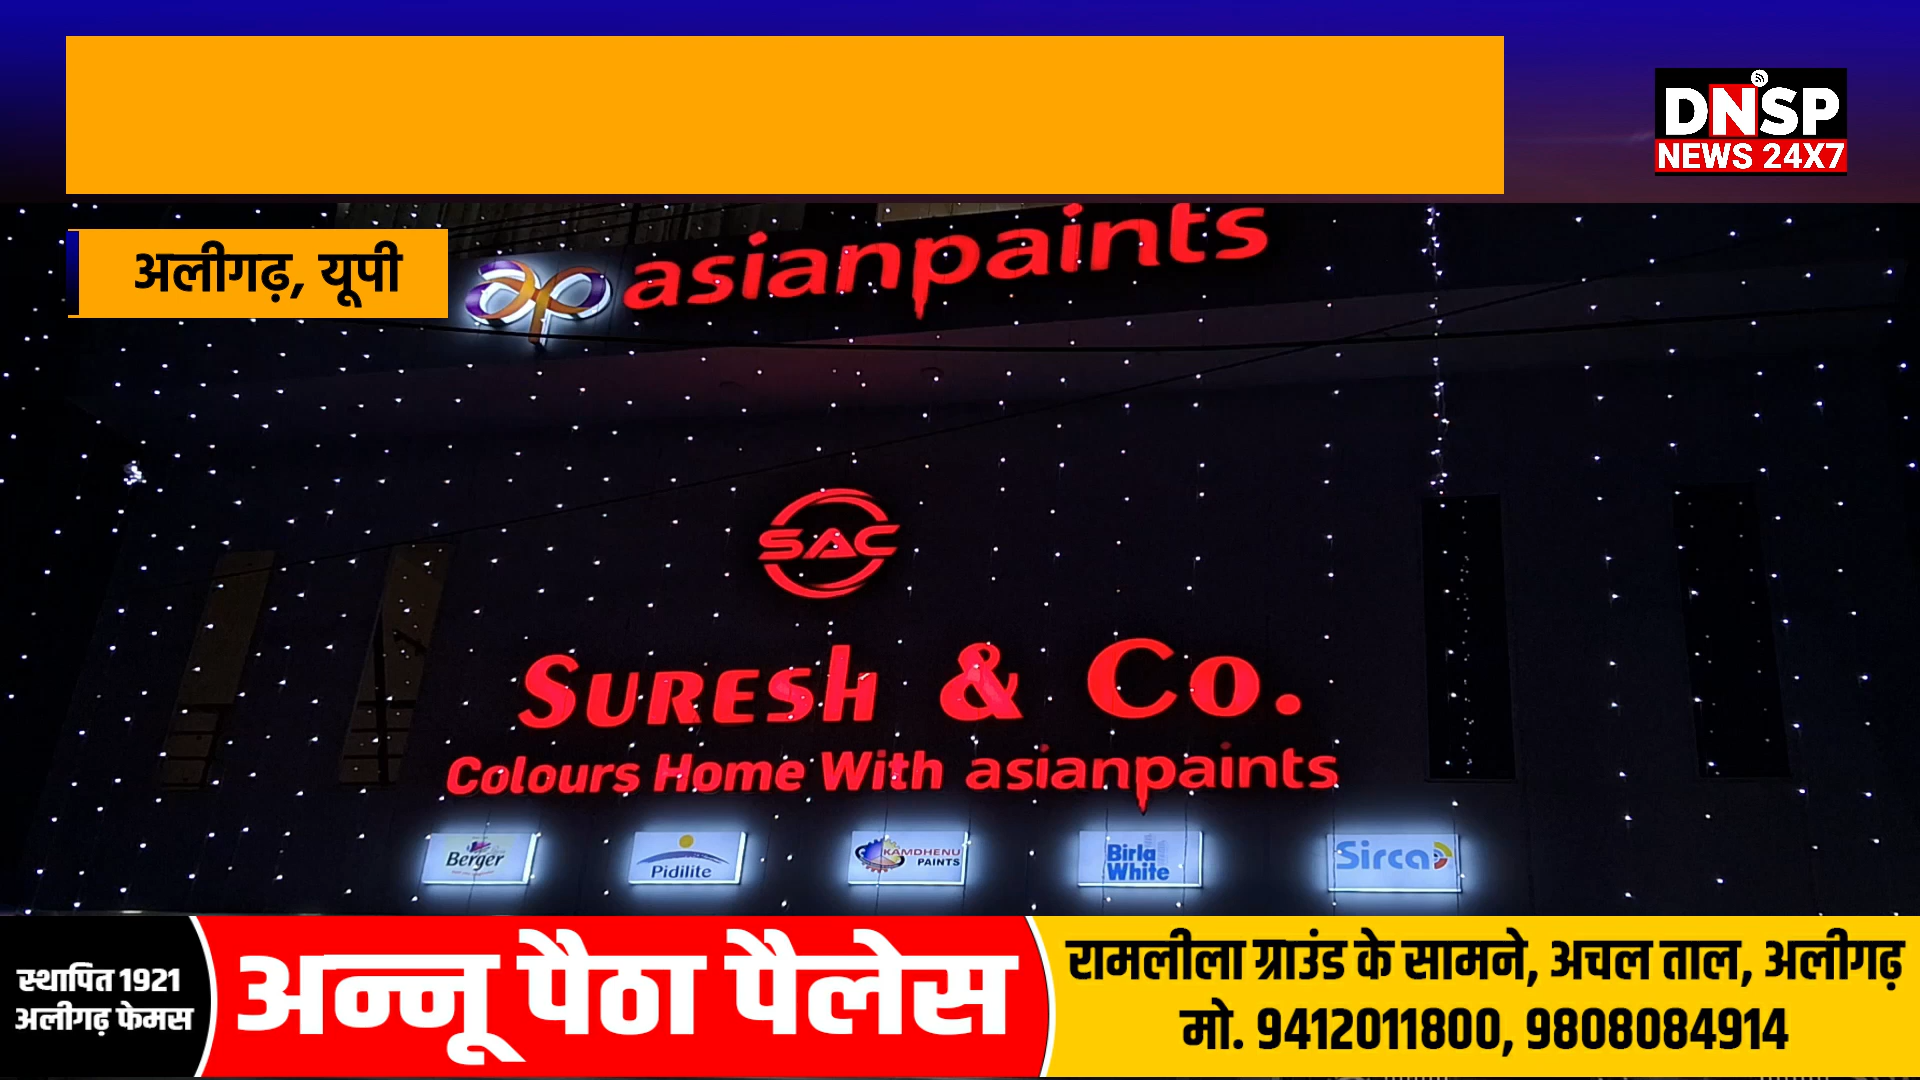 DNSP
NEWS 24X7
अलीगढ़, यूपी
ap asianpaints
SAC
SURESH & Co.
Colours Home With asianpaints
Berger
Pidilite
KAMDHENU
PAINTS
Birla
White
Sirca
स्थापित 1921
अलीगढ़ फेमस
अन्नू पैठा पैलेस
रामलीला ग्राउंड के सामने, अचल ताल, अलीगढ़
मो. 9412011800, 9808084914